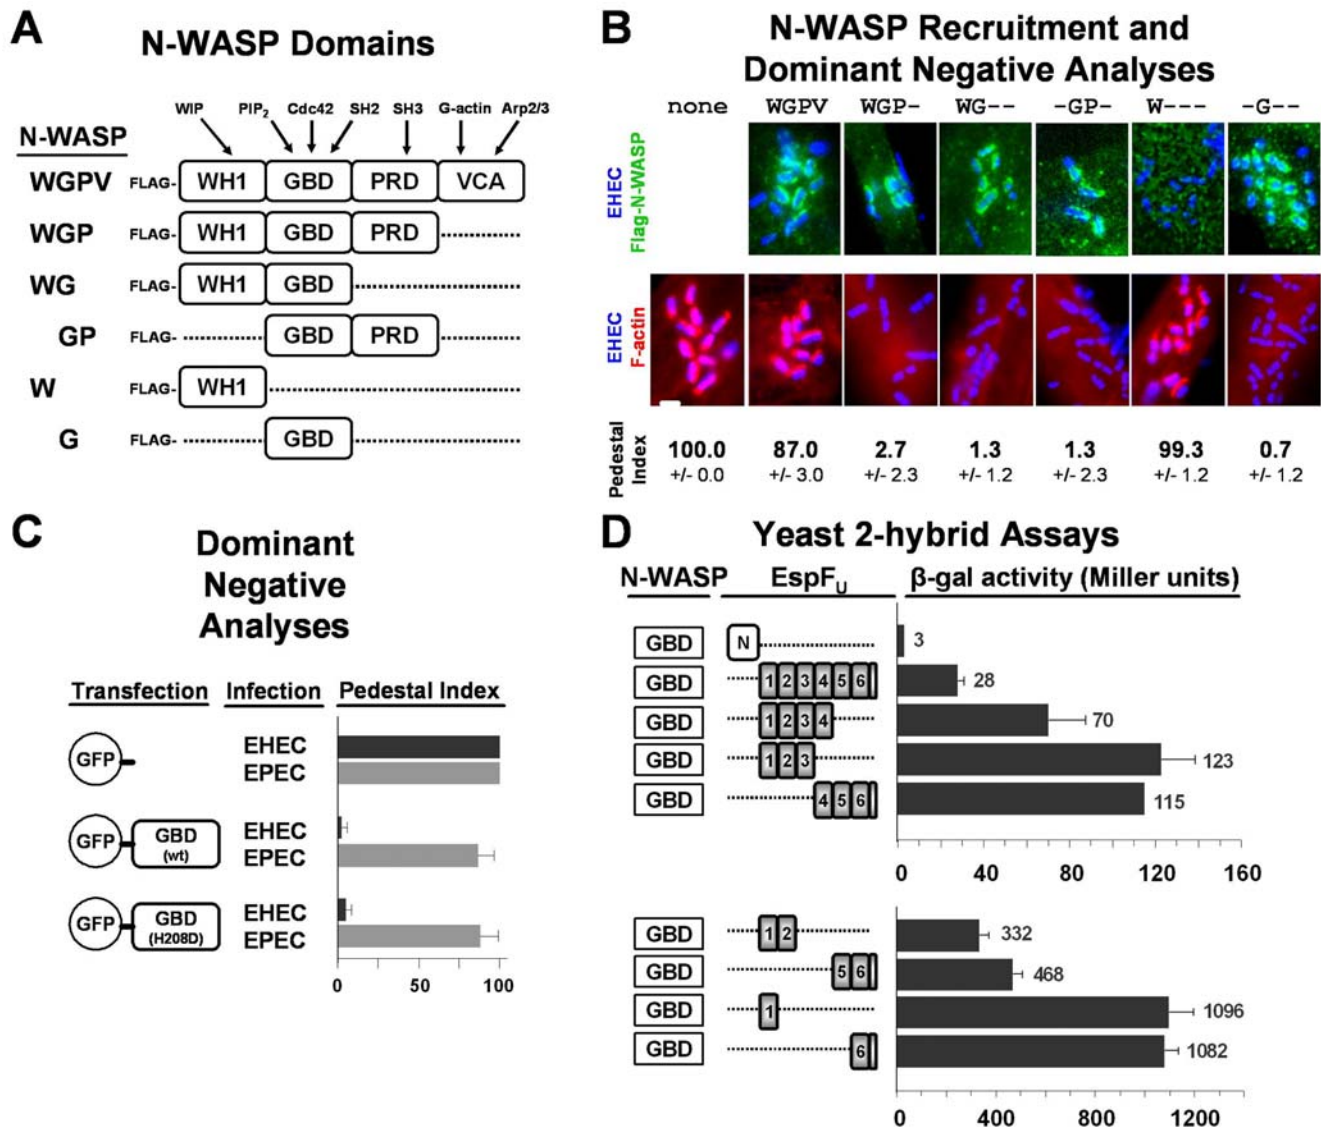 A
N-WASP Domains
WIP PIP2 Cdc42 SH2 SH3 G-actin Arp2/3
N-WASP
WGPV FLAG- WH1 GBD PRD VCA
WGP FLAG- WH1 GBD PRD
WG FLAG- WH1 GBD
GP FLAG- GBD PRD
W FLAG- WH1
G FLAG- GBD
B
N-WASP Recruitment and
Dominant Negative Analyses
none WGPV WGP- WG-- -GP- W--- -G--
EHEC
Flag-N-WASP
EHEC
F-actin
Pedestal
Index
100.0 87.0 2.7 1.3 1.3 99.3 0.7
+/- 0.0 +/- 3.0 +/- 2.3 +/- 1.2 +/- 2.3 +/- 1.2 +/- 1.2
C
Dominant
Negative
Analyses
Transfection Infection Pedestal Index
GFP
EHEC
EPEC
GFP GBD
(wt)
EHEC
EPEC
GFP GBD
(H208D)
EHEC
EPEC
0 50 100
D
Yeast 2-hybrid Assays
N-WASP EspFU β-gal activity (Miller units)
GBD N 3
GBD 1 2 3 4 5 6 28
GBD 1 2 3 4 70
GBD 1 2 3 123
GBD 4 5 6 115
0 40 80 120 160
GBD 1 2 332
GBD 5 6 468
GBD 1 1096
GBD 6 1082
0 400 800 1200